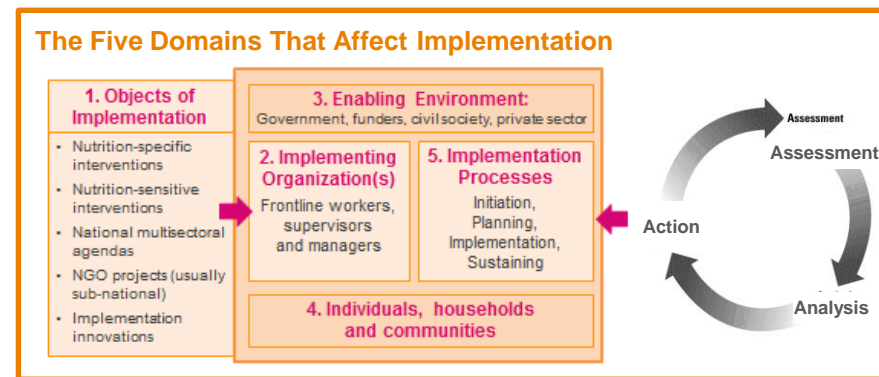 The Five Domains That Affect Implementation
1. Objects of
Implementation
• Nutrition-specific
interventions
• Nutrition-sensitive
interventions
• National multisectoral
agendas
• NGO projects (usually
sub-national)
• Implementation
innovations
3. Enabling Environment:
Government, funders, civil society, private sector
2. Implementing
Organization(s)
Frontline workers,
supervisors
and managers
5. Implementation
Processes
Initiation,
Planning,
Implementation,
Sustaining
4. Individuals, households
and communities
Assessment
Assessment
Action
Analysis